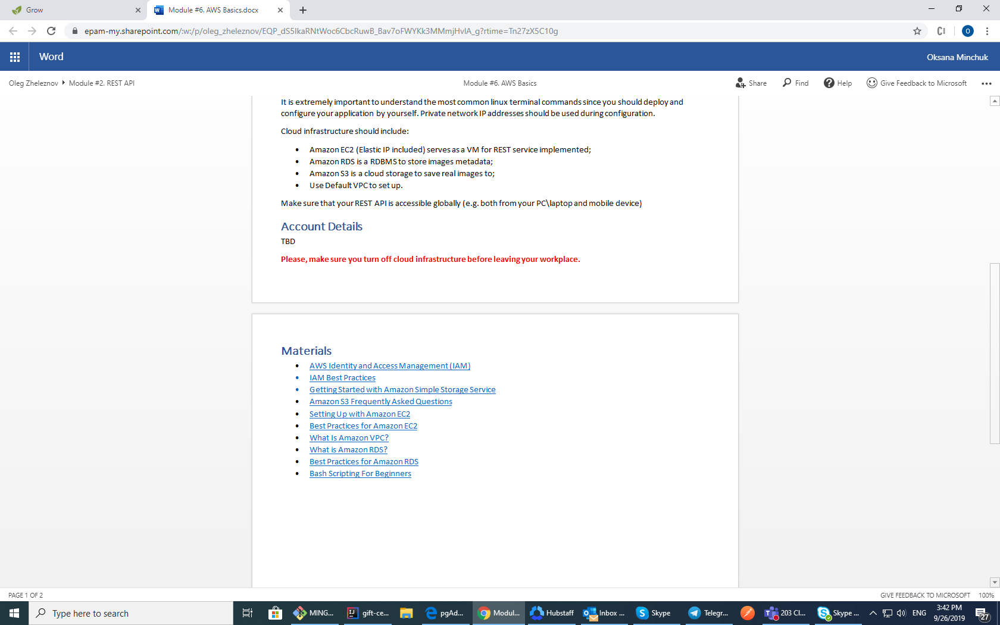 Grow
Module #6. AWS Basics.docx
epam-my.sharepoint.com/:w:/p/oleg_zheleznov/EQP_dS5IkaRNtWoc6CbcRuwB_Bav7oFWYKk3MMmjHvIA_g?rtime=Tn27zX5C10g
O
Word
Oksana Minchuk
Oleg Zheleznov
Module #2. REST API
Module #6. AWS Basics
Share
Find
Help
Give Feedback to Microsoft
It is extremely important to understand the most common linux terminal commands since you should deploy and
configure your application by yourself. Private network IP addresses should be used during configuration.
Cloud infrastructure should include:
• Amazon EC2 (Elastic IP included) serves as a VM for REST service implemented;
• Amazon RDS is a RDBMS to store images metadata;
• Amazon S3 is a cloud storage to save real images to;
• Use Default VPC to set up.
Make sure that your REST API is accessible globally (e.g. both from your PC\laptop and mobile device)
Account Details
TBD
Please, make sure you turn off cloud infrastructure before leaving your workplace.
Materials
• AWS Identity and Access Management (IAM)
• IAM Best Practices
• Getting Started with Amazon Simple Storage Service
• Amazon S3 Frequently Asked Questions
• Setting Up with Amazon EC2
• Best Practices for Amazon EC2
• What Is Amazon VPC?
• What is Amazon RDS?
• Best Practices for Amazon RDS
• Bash Scripting For Beginners
PAGE 1 OF 2
GIVE FEEDBACK TO MICROSOFT
100%
Type here to search
MING...
gift-ce...
pgAd...
Modul...
Hubstaff
Inbox ...
Skype
Telegr...
203 Cl...
Skype ...
ENG
3:42 PM
9/26/2019
27